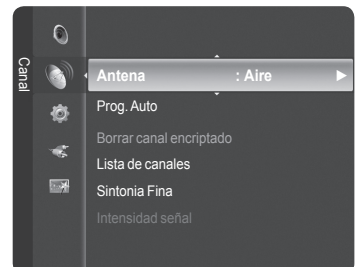 Canal
Antena : Aire
Prog. Auto
Borrar canal encriptado
Lista de canales
Sintonia Fina
Intensidad señal